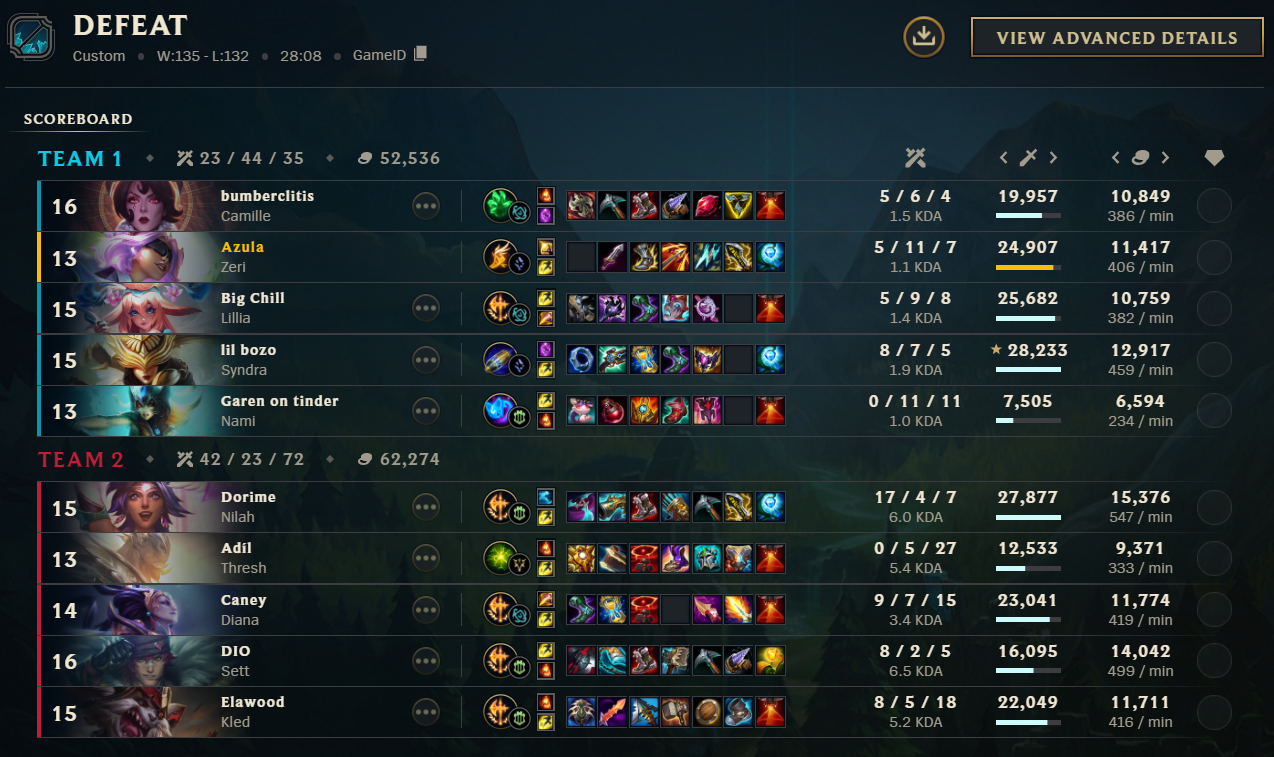 DEFEAT
Custom • W:135 - L:132 • 28:08 • GameID
VIEW ADVANCED DETAILS
SCOREBOARD
TEAM 1 23 / 44 / 35 52,536
16 bumberclitis 5 / 6 / 4 19,957 10,849
Camille 1.5 KDA 386 / min
13 Azula 5 / 11 / 7 24,907 11,417
Zeri 1.1 KDA 406 / min
15 Big Chill 5 / 9 / 8 25,682 10,759
Lillia 1.4 KDA 382 / min
15 lil bozo 8 / 7 / 5 28,233 12,917
Syndra 1.9 KDA 459 / min
13 Garen on tinder 0 / 11 / 11 7,505 6,594
Nami 1.0 KDA 234 / min
TEAM 2 42 / 23 / 72 62,274
15 Dorime 17 / 4 / 7 27,877 15,376
Nilah 6.0 KDA 547 / min
13 Adíl 0 / 5 / 27 12,533 9,371
Thresh 5.4 KDA 333 / min
14 Caney 9 / 7 / 15 23,041 11,774
Diana 3.4 KDA 419 / min
16 DIO 8 / 2 / 5 16,095 14,042
Sett 6.5 KDA 499 / min
15 Elawood 8 / 5 / 18 22,049 11,711
Kled 5.2 KDA 416 / min